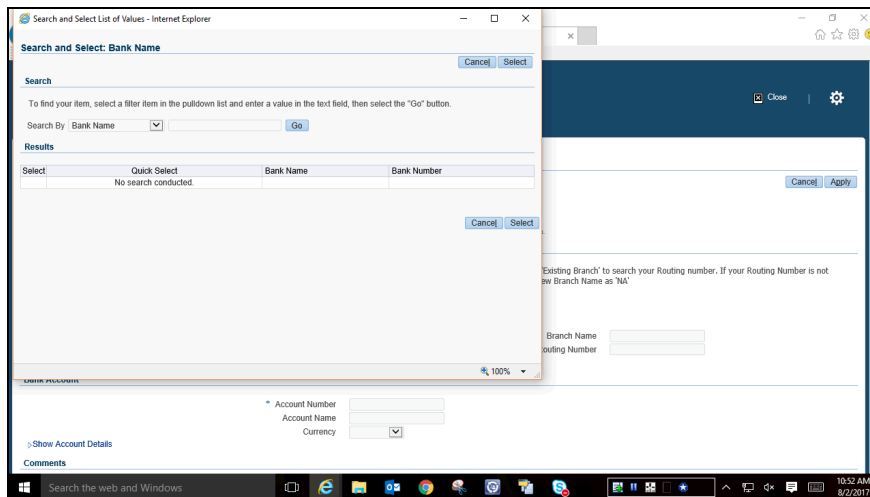 Search and Select List of Values - Internet Explorer
Search and Select: Bank Name
Cancel Select
Search
To find your item, select a filter item in the pulldown list and enter a value in the text field, then select the "Go" button.
Search By Bank Name Go
Results
Select Quick Select Bank Name Bank Number
No search conducted.
Cancel Select
100%
Close
Cancel Apply
'Existing Branch' to search your Routing number. If your Routing Number is not
ew Branch Name as 'NA'
Branch Name
outing Number
Bank Account
* Account Number
Account Name
Currency
Show Account Details
Comments
Search the web and Windows
10:52 AM
8/2/2017